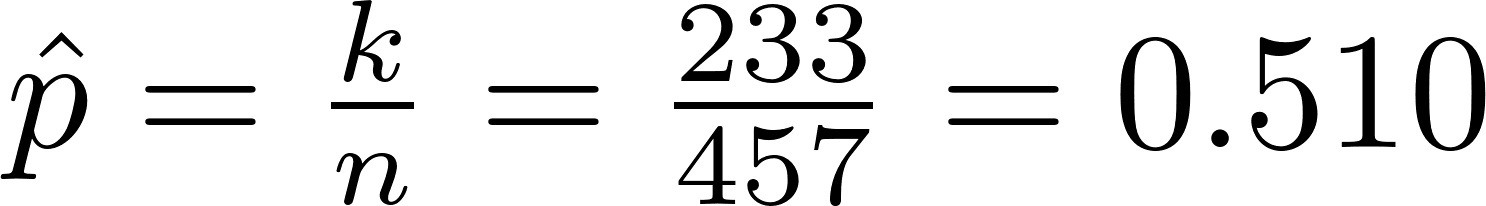 p̂ = k/n = 233/457 = 0.510